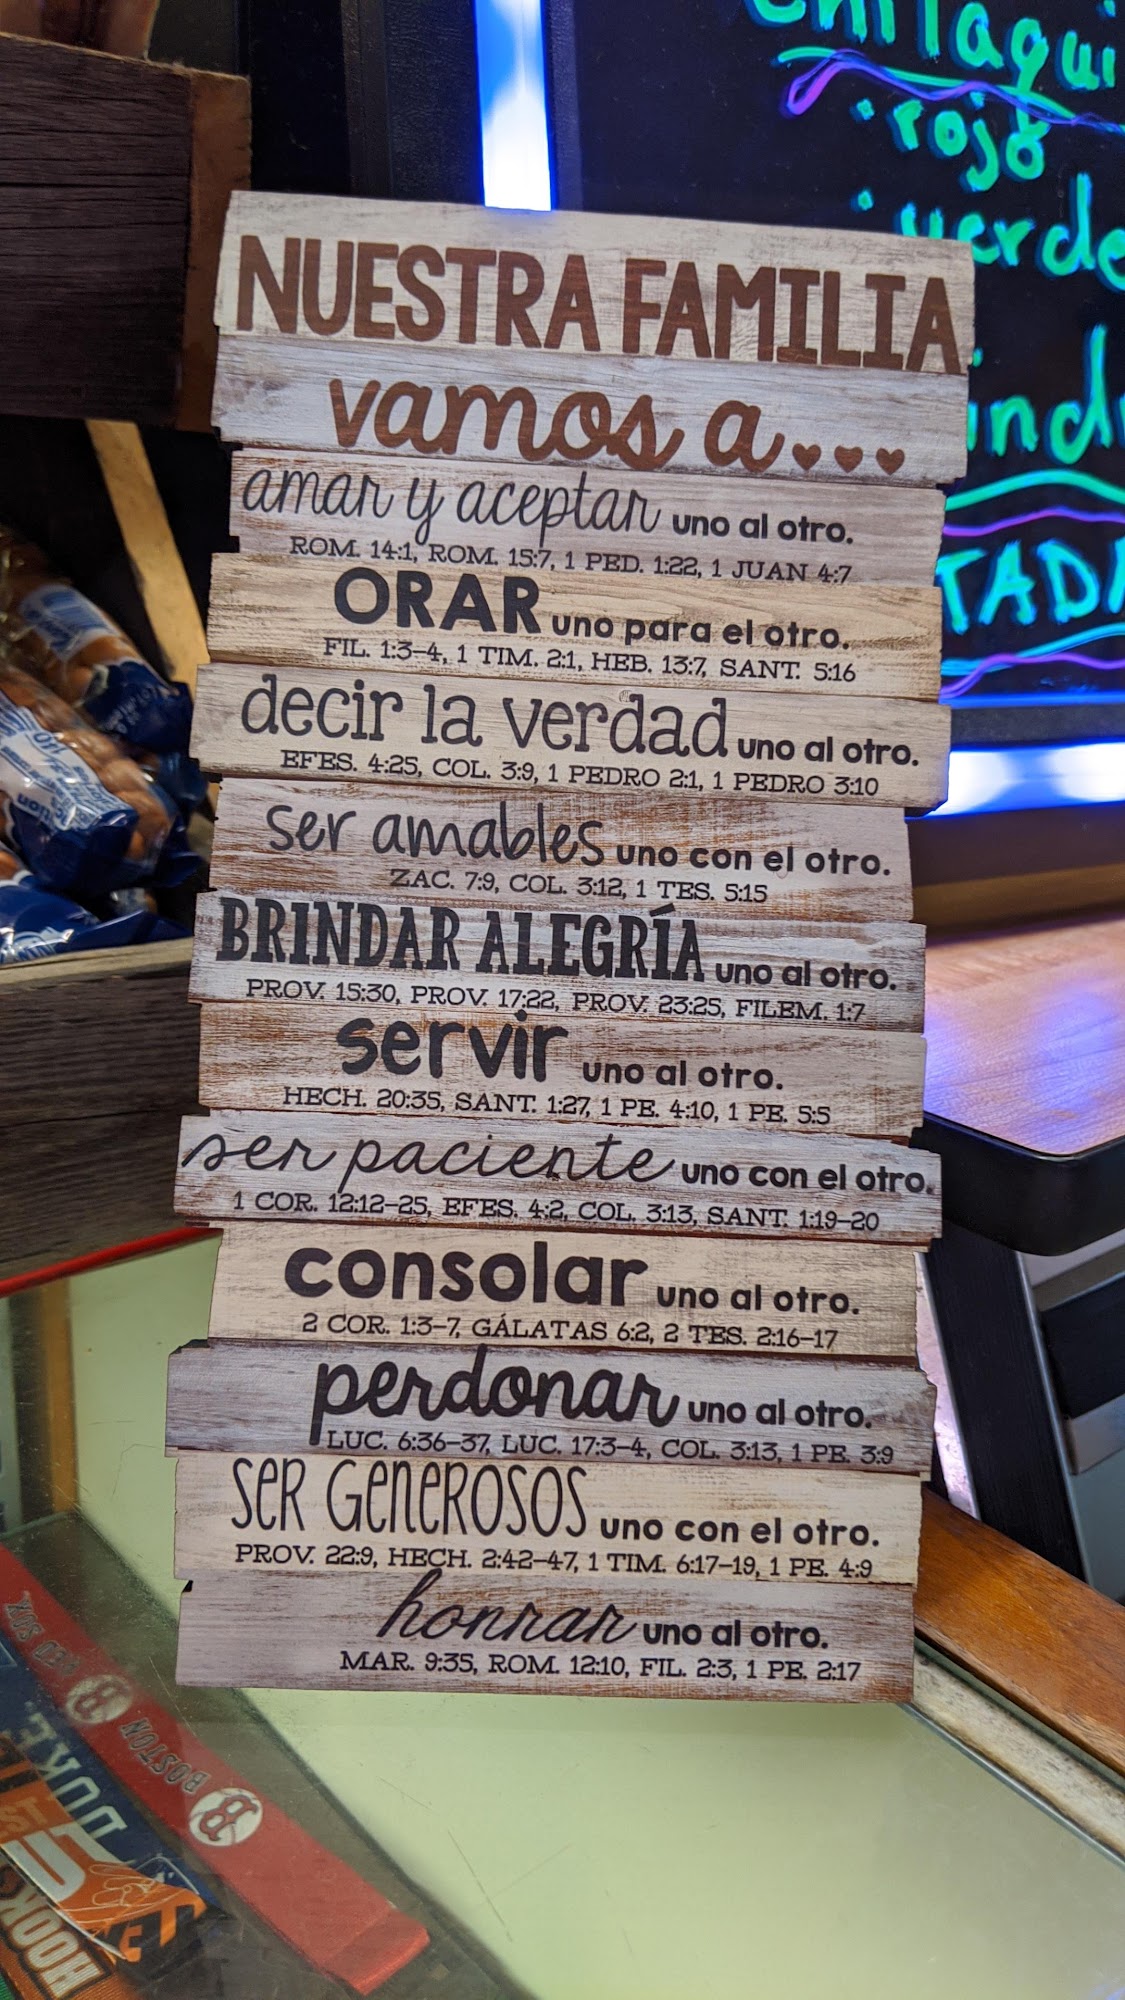 NUESTRA FAMILIA
vamos a...
amar y aceptar uno al otro.
ROM. 14:1, ROM. 15:7, 1 PED. 1:22, 1 JUAN 4:7
ORAR uno para el otro.
FIL. 1:3-4, 1 TIM. 2:1, HEB. 13:7, SANT. 5:16
decir la verdad uno al otro.
EFES. 4:25, COL. 3:9, 1 PEDRO 2:1, 1 PEDRO 3:10
ser amables uno con el otro.
ZAC. 7:9, COL. 3:12, 1 TES. 5:15
BRINDAR ALEGRÍA uno al otro.
PROV. 15:30, PROV. 17:22, PROV. 23:25, FILEM. 1:7
servir uno al otro.
HECH. 20:35, SANT. 1:27, 1 PE. 4:10, 1 PE. 5:5
ser paciente uno con el otro.
1 COR. 12:12-25, EFES. 4:2, COL. 3:13, SANT. 1:19-20
consolar uno al otro.
2 COR. 1:3-7, GÁLATAS 6:2, 2 TES. 2:16-17
perdonar uno al otro.
LUC. 6:36-37, LUC. 17:3-4, COL. 3:13, 1 PE. 3:9
SER GENEROSOS uno con el otro.
PROV. 22:9, HECH. 2:42-47, 1 TIM. 6:17-19, 1 PE. 4:9
honrar uno al otro.
MAR. 9:35, ROM. 12:10, FIL. 2:3, 1 PE. 2:17
chilaqui
• rojo
• verde
RED SOX
B BOSTON B
DUKE
HOOK